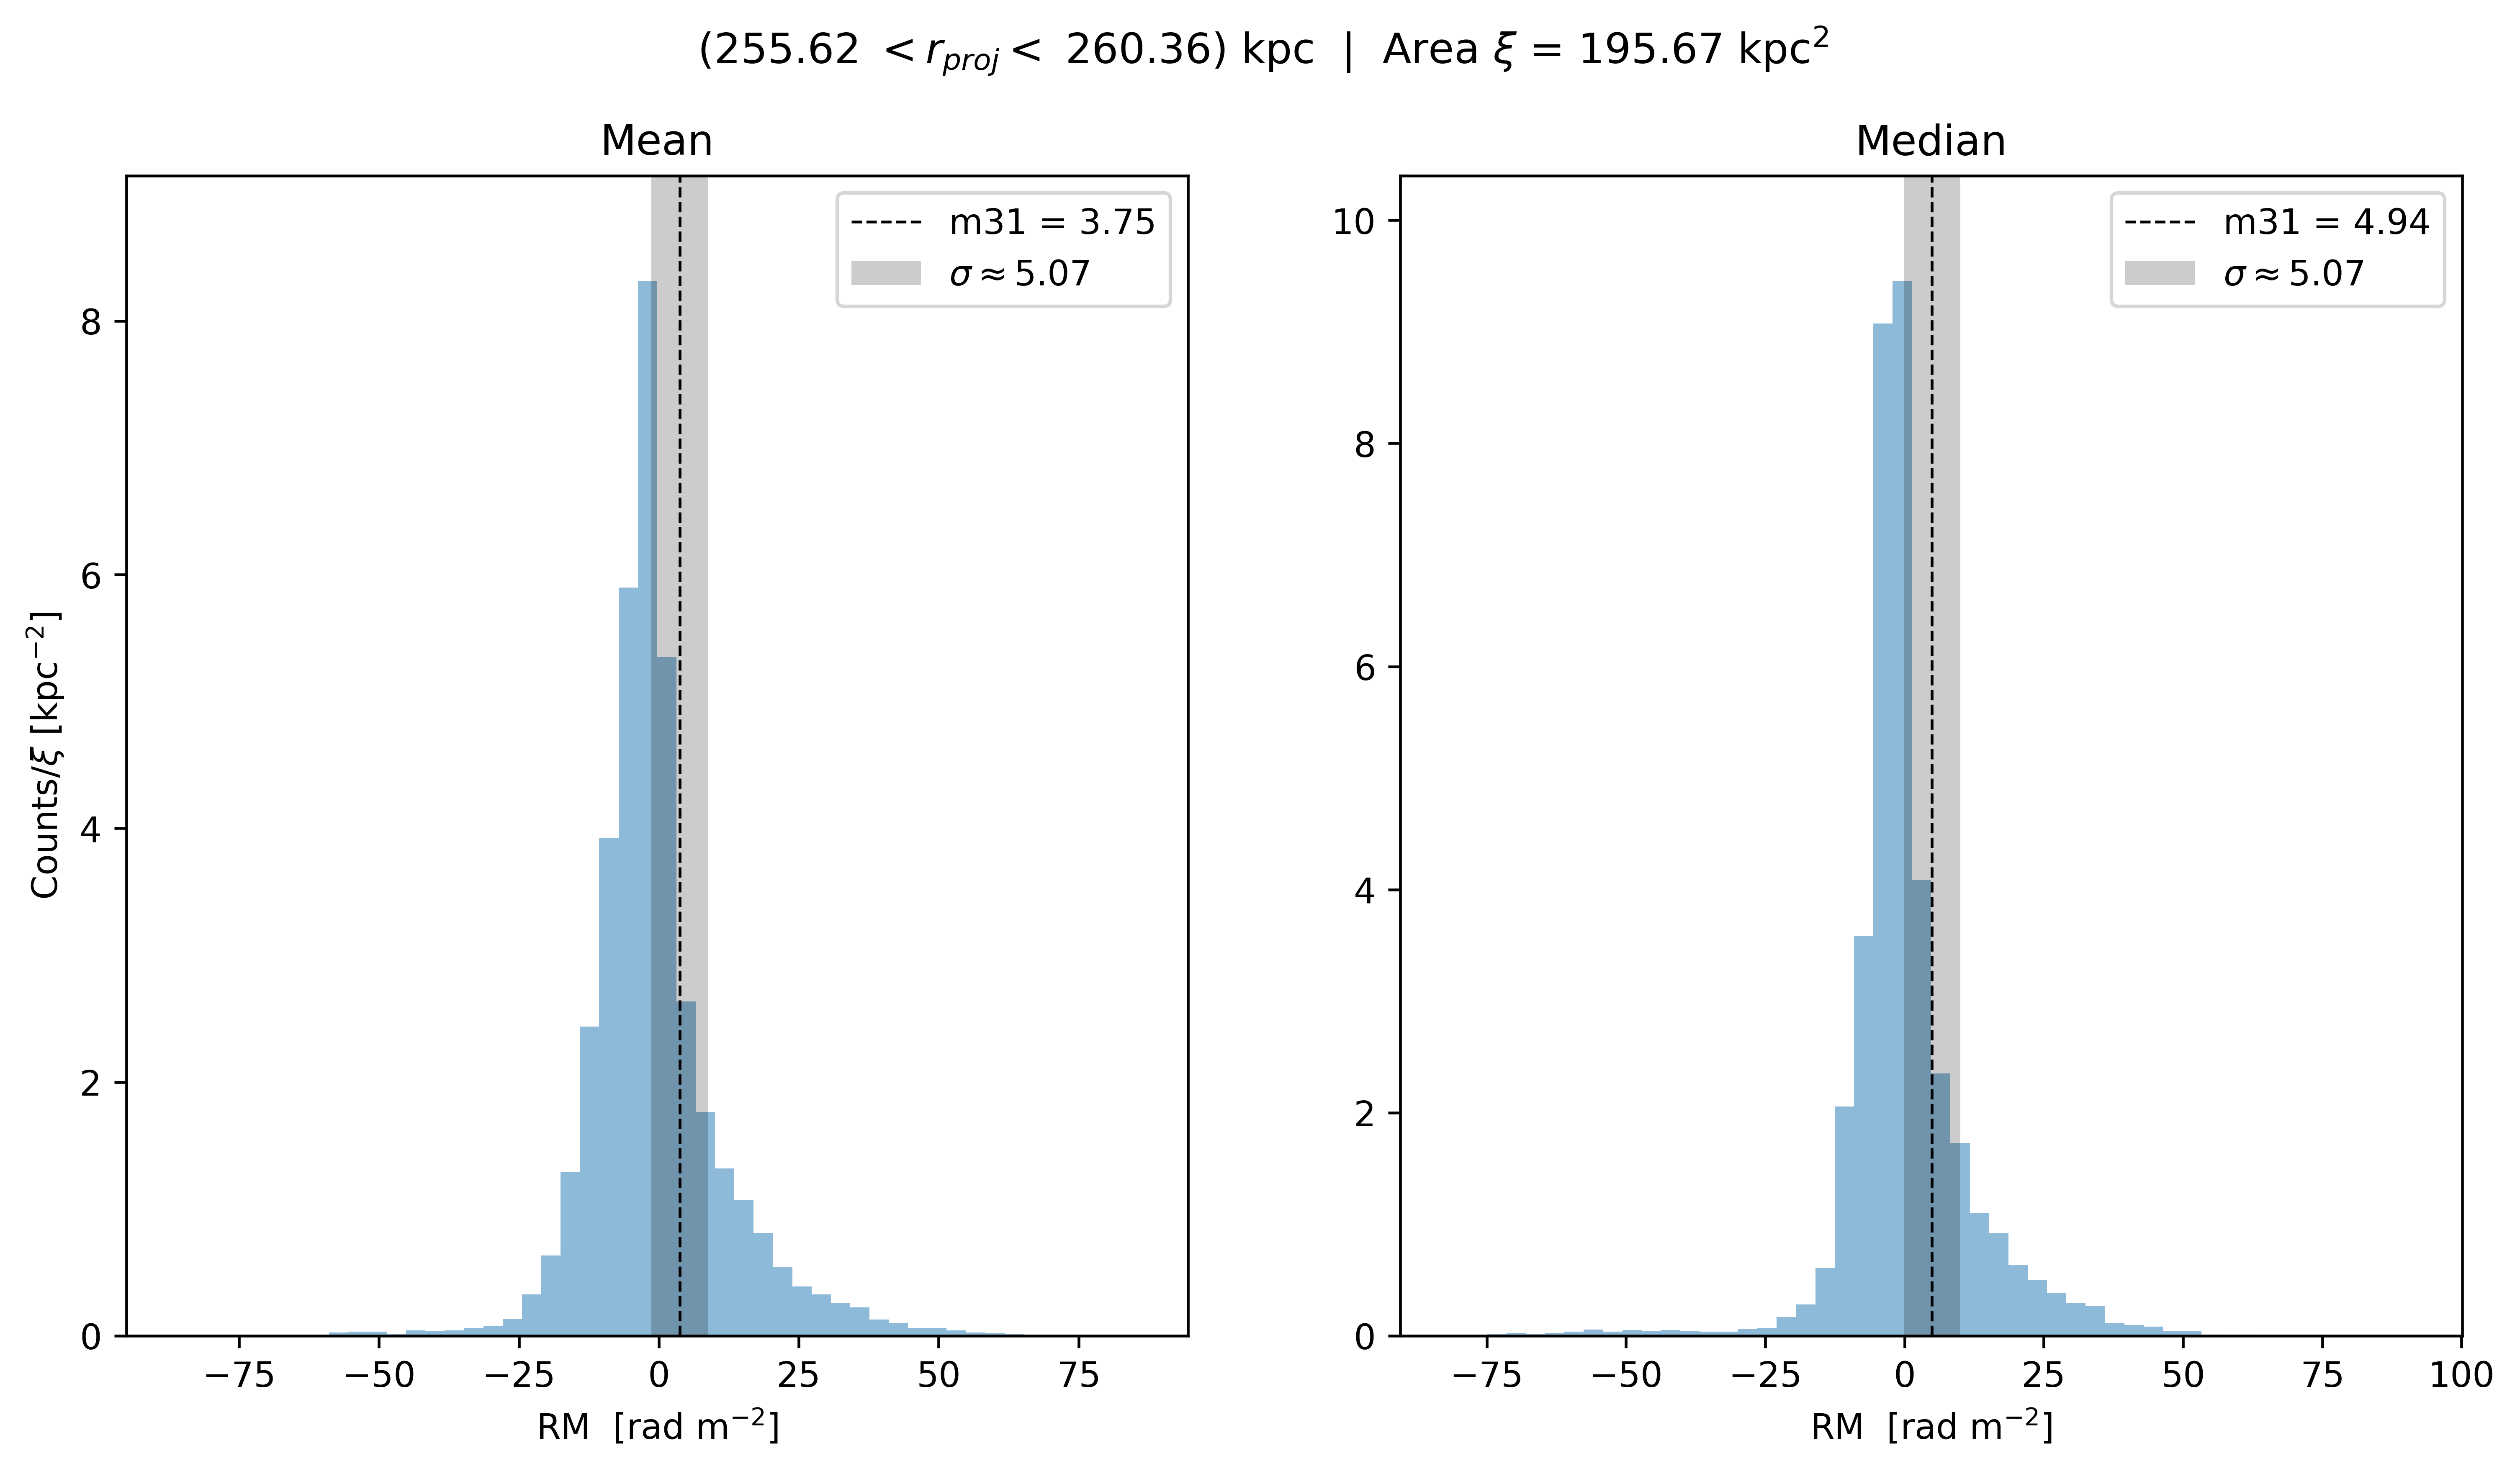 (255.62 < r_proj < 260.36) kpc | Area ξ = 195.67 kpc²
Mean
m31 = 3.75
σ ≈ 5.07
Counts/ξ [kpc⁻²]
8
6
4
2
0
−75 −50 −25 0 25 50 75
RM [rad m⁻²]
Median
m31 = 4.94
σ ≈ 5.07
10
8
6
4
2
0
−75 −50 −25 0 25 50 75 100
RM [rad m⁻²]